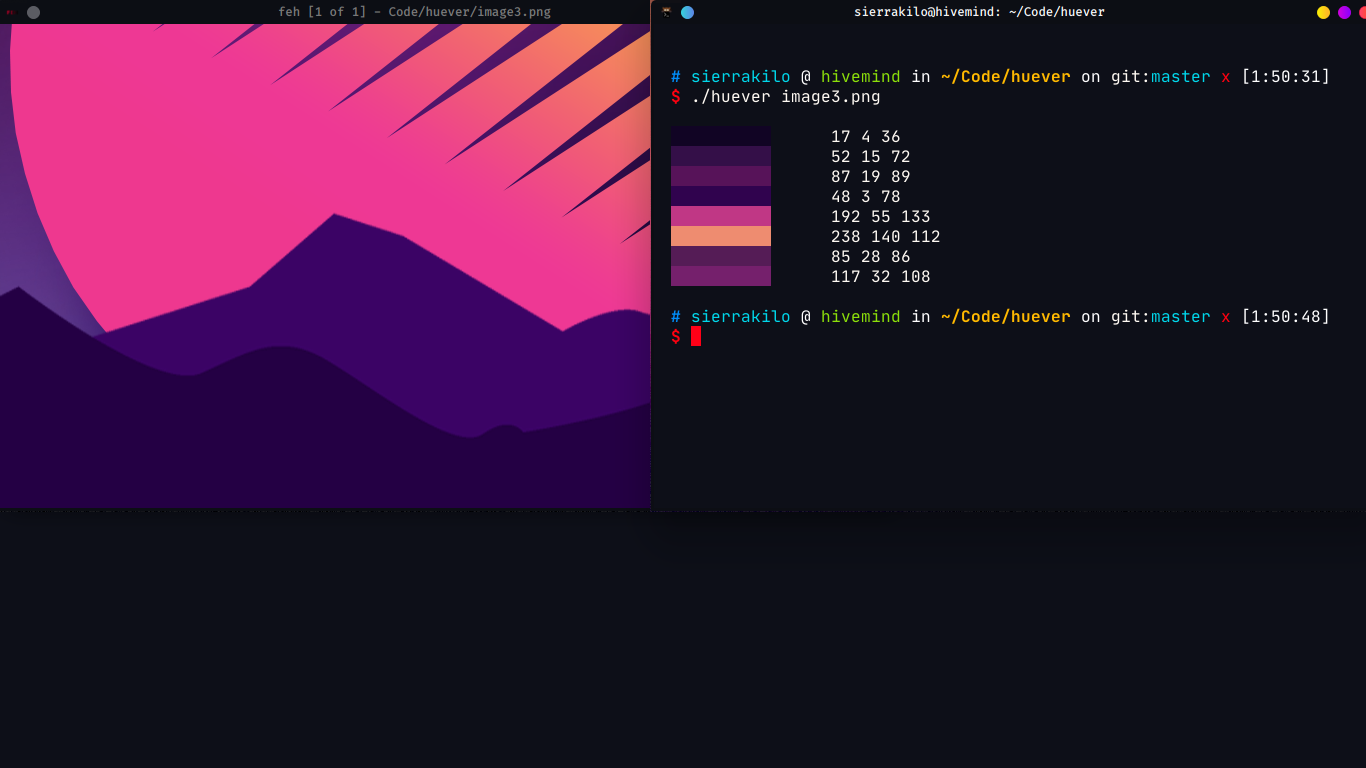 feh [1 of 1] - Code/huever/image3.png
sierrakilo@hivemind: ~/Code/huever
# sierrakilo @ hivemind in ~/Code/huever on git:master x [1:50:31]
$ ./huever image3.png
17 4 36
52 15 72
87 19 89
48 3 78
192 55 133
238 140 112
85 28 86
117 32 108
# sierrakilo @ hivemind in ~/Code/huever on git:master x [1:50:48]
$